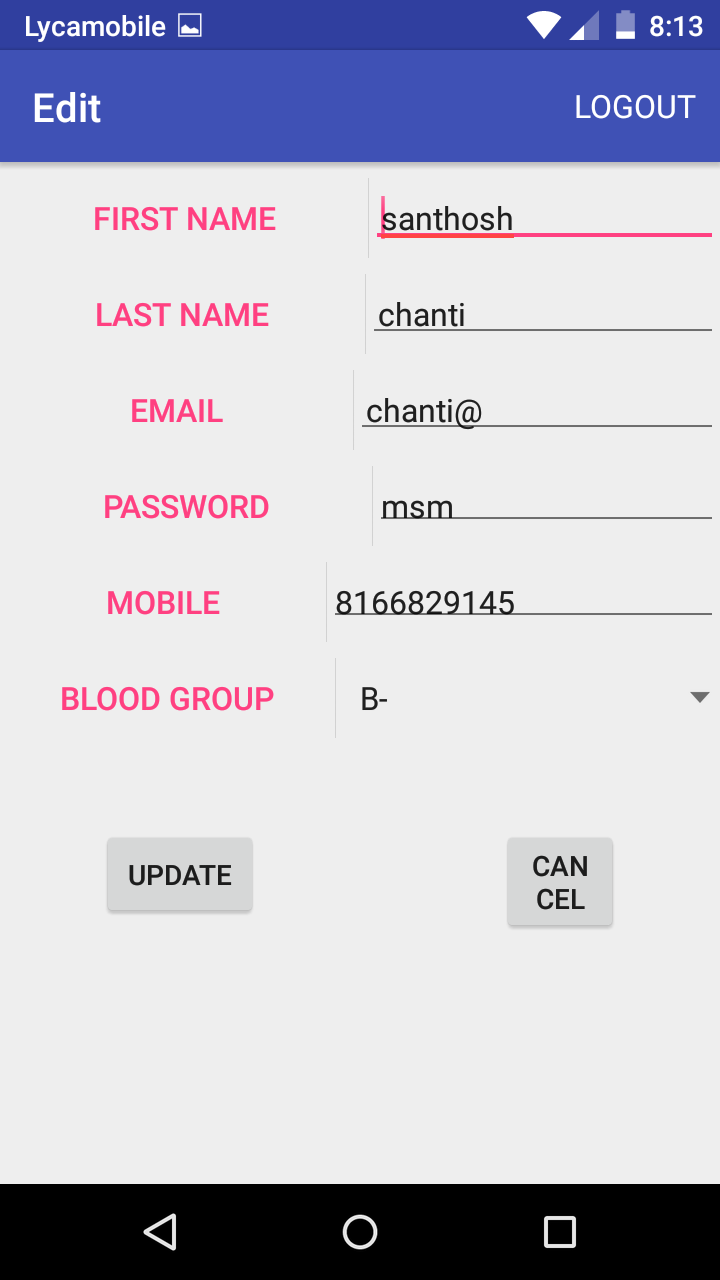 Lycamobile 8:13
Edit LOGOUT
FIRST NAME santhosh
LAST NAME chanti
EMAIL chanti@
PASSWORD msm
MOBILE 8166829145
BLOOD GROUP B-
UPDATE
CAN
CEL